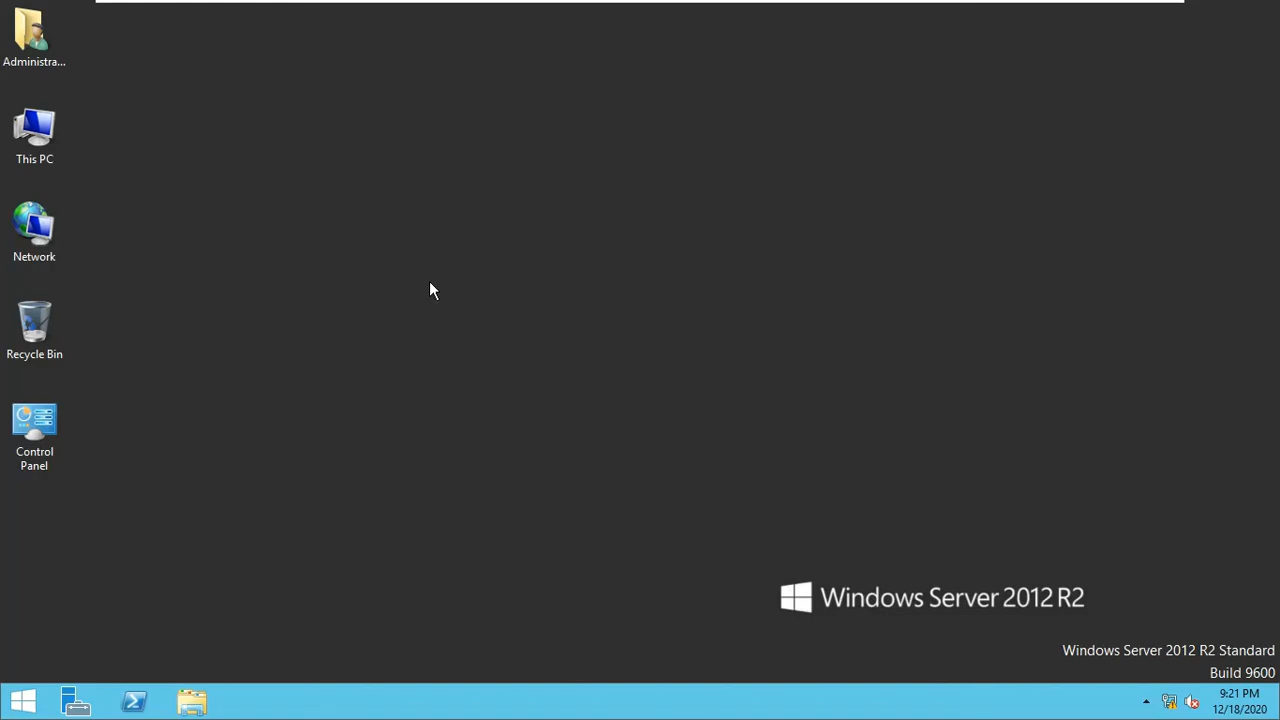 Administra...
This PC
Network
Recycle Bin
Control
Panel
Windows Server 2012 R2
Windows Server 2012 R2 Standard
Build 9600
9:21 PM
12/18/2020